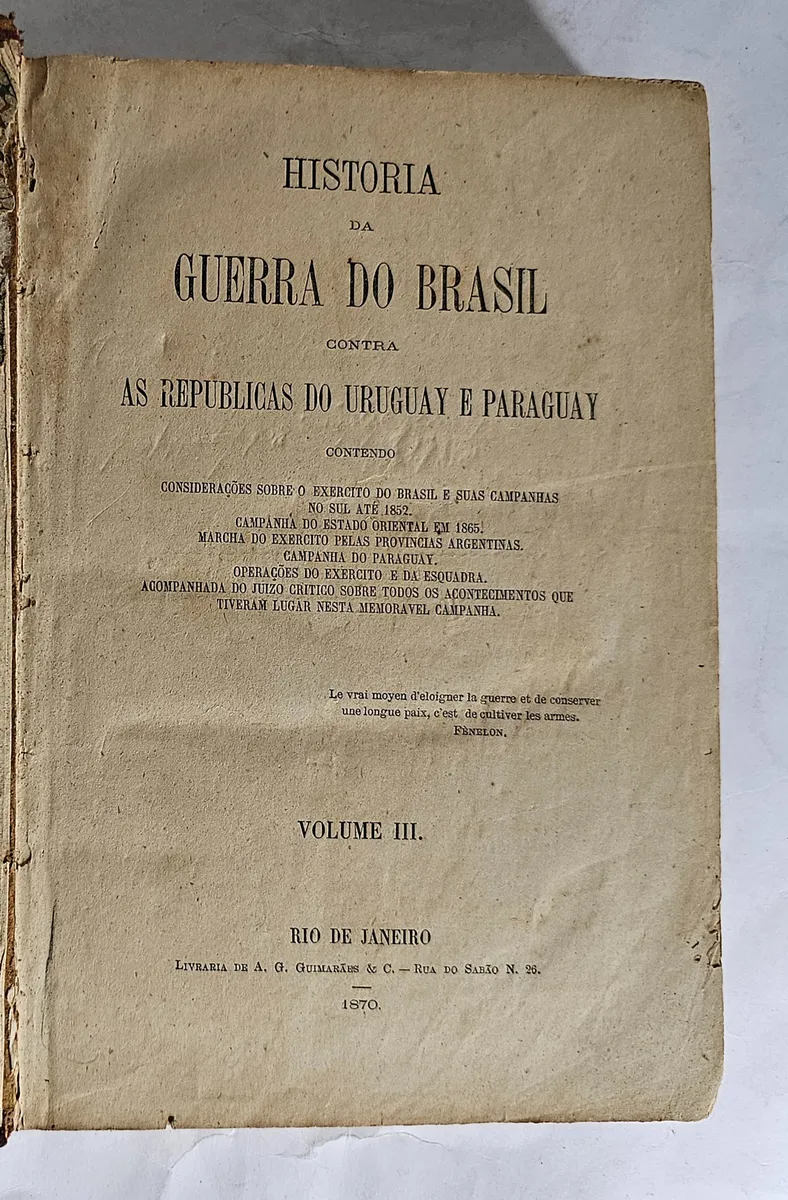 HISTORIA
DA
GUERRA DO BRASIL
CONTRA
AS REPUBLICAS DO URUGUAY E PARAGUAY
CONTENDO
CONSIDERAÇÕES SOBRE O EXERCITO DO BRASIL E SUAS CAMPANHAS
NO SUL ATÉ 1852.
CAMPANHA DO ESTADO ORIENTAL EM 1865.
MARCHA DO EXERCITO PELAS PROVINCIAS ARGENTINAS.
CAMPANHA DO PARAGUAY.
OPERAÇÕES DO EXERCITO E DA ESQUADRA.
ACOMPANHADA DO JUIZO CRITICO SOBRE TODOS OS ACONTECIMENTOS QUE
TIVERAM LUGAR NESTA MEMORAVEL CAMPANHA.
Le vrai moyen d'eloigner la guerre et de conserver
une longue paix, c'est de cultiver les armes.
FÈNELON.
VOLUME III.
RIO DE JANEIRO
LIVRARIA DE A. G. GUIMARÃES & C. — RUA DO SABÃO N. 26.
1870.